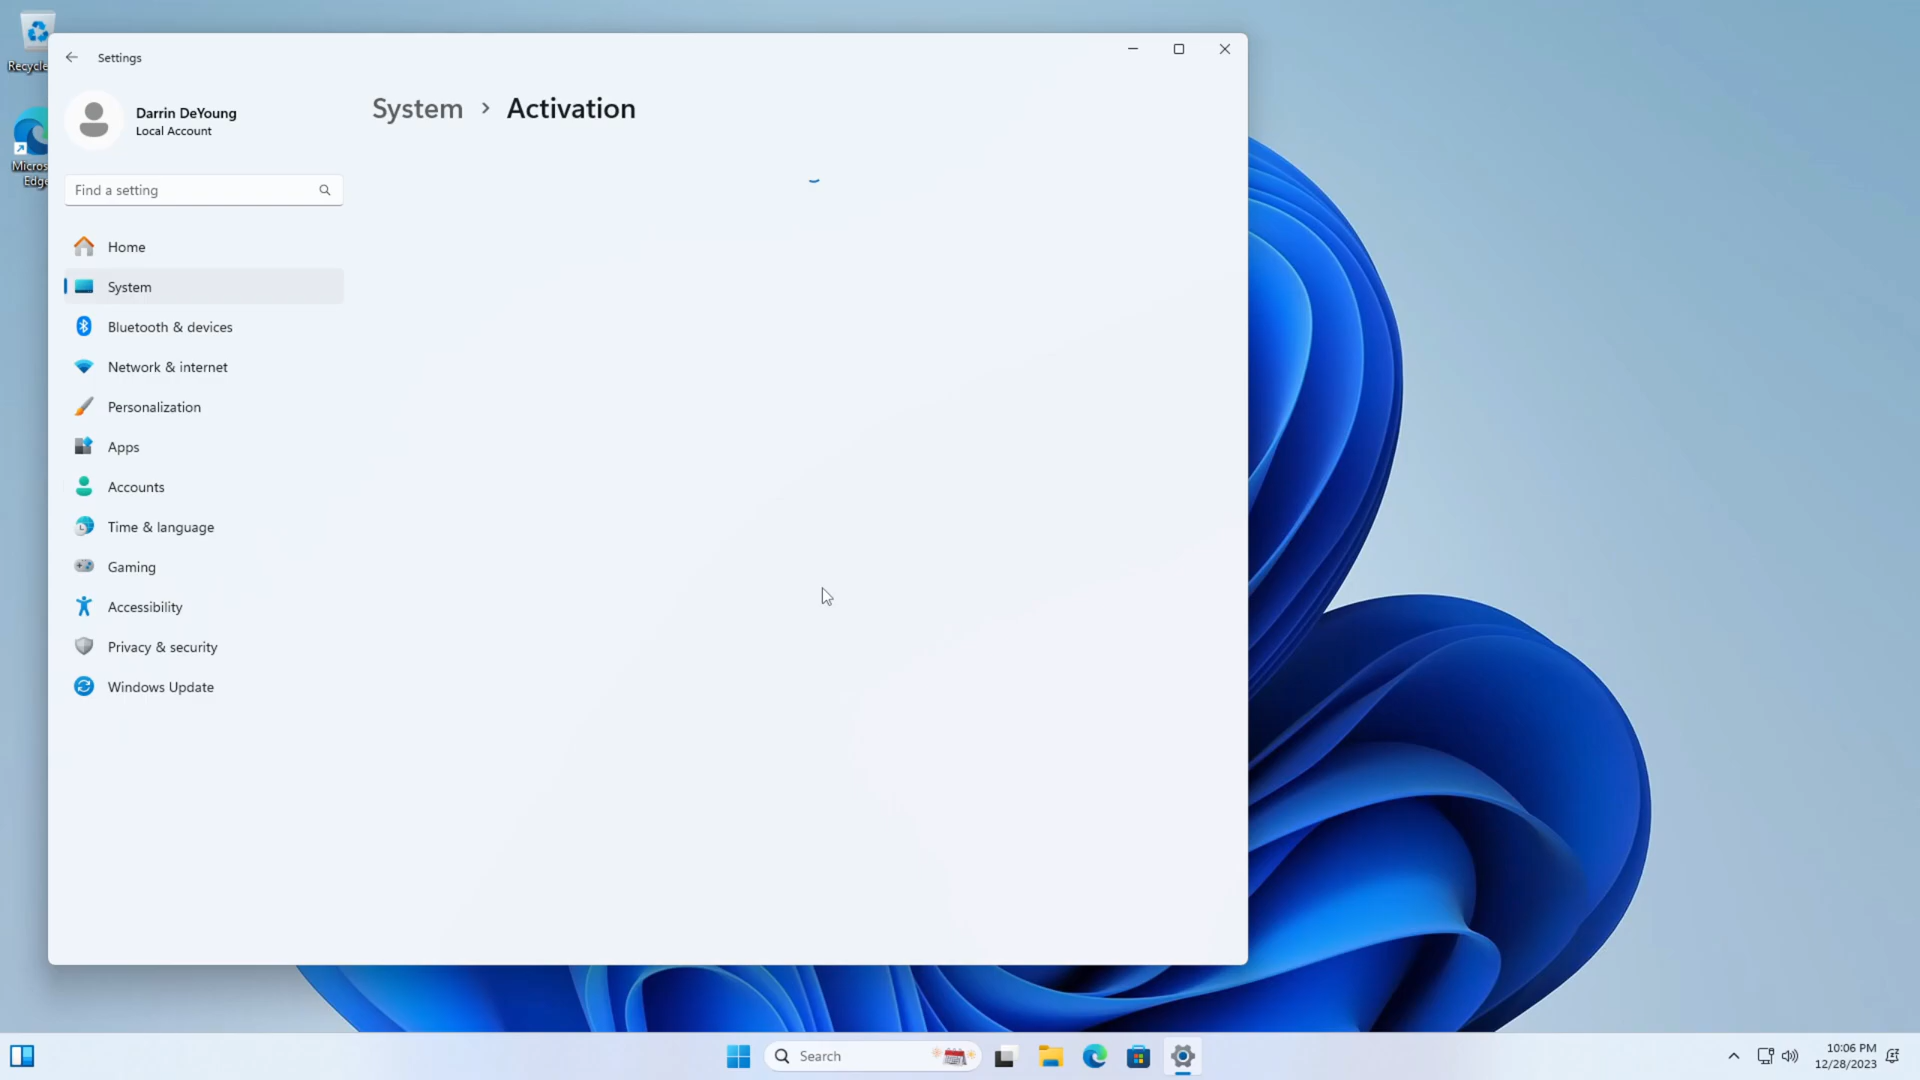 Settings
Darrin DeYoung
Local Account
System > Activation
Find a setting
Home
System
Bluetooth & devices
Network & internet
Personalization
Apps
Accounts
Time & language
Gaming
Accessibility
Privacy & security
Windows Update
Recycle
Micros
Edge
Search
10:06 PM
12/28/2023